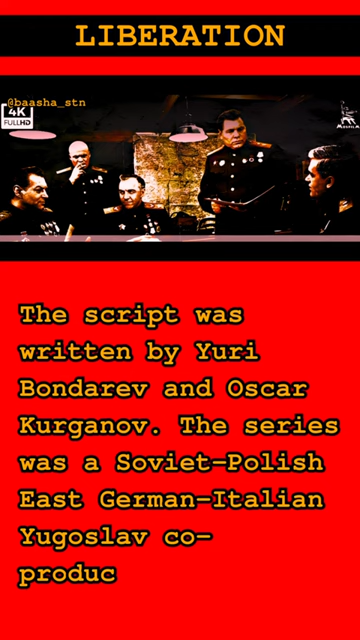 LIBERATION
@baasha_stn
4K
FULLHD
The script was
written by Yuri
Bondarev and Oscar
Kurganov. The series
was a Soviet-Polish
East German-Italian
Yugoslav co-
produc